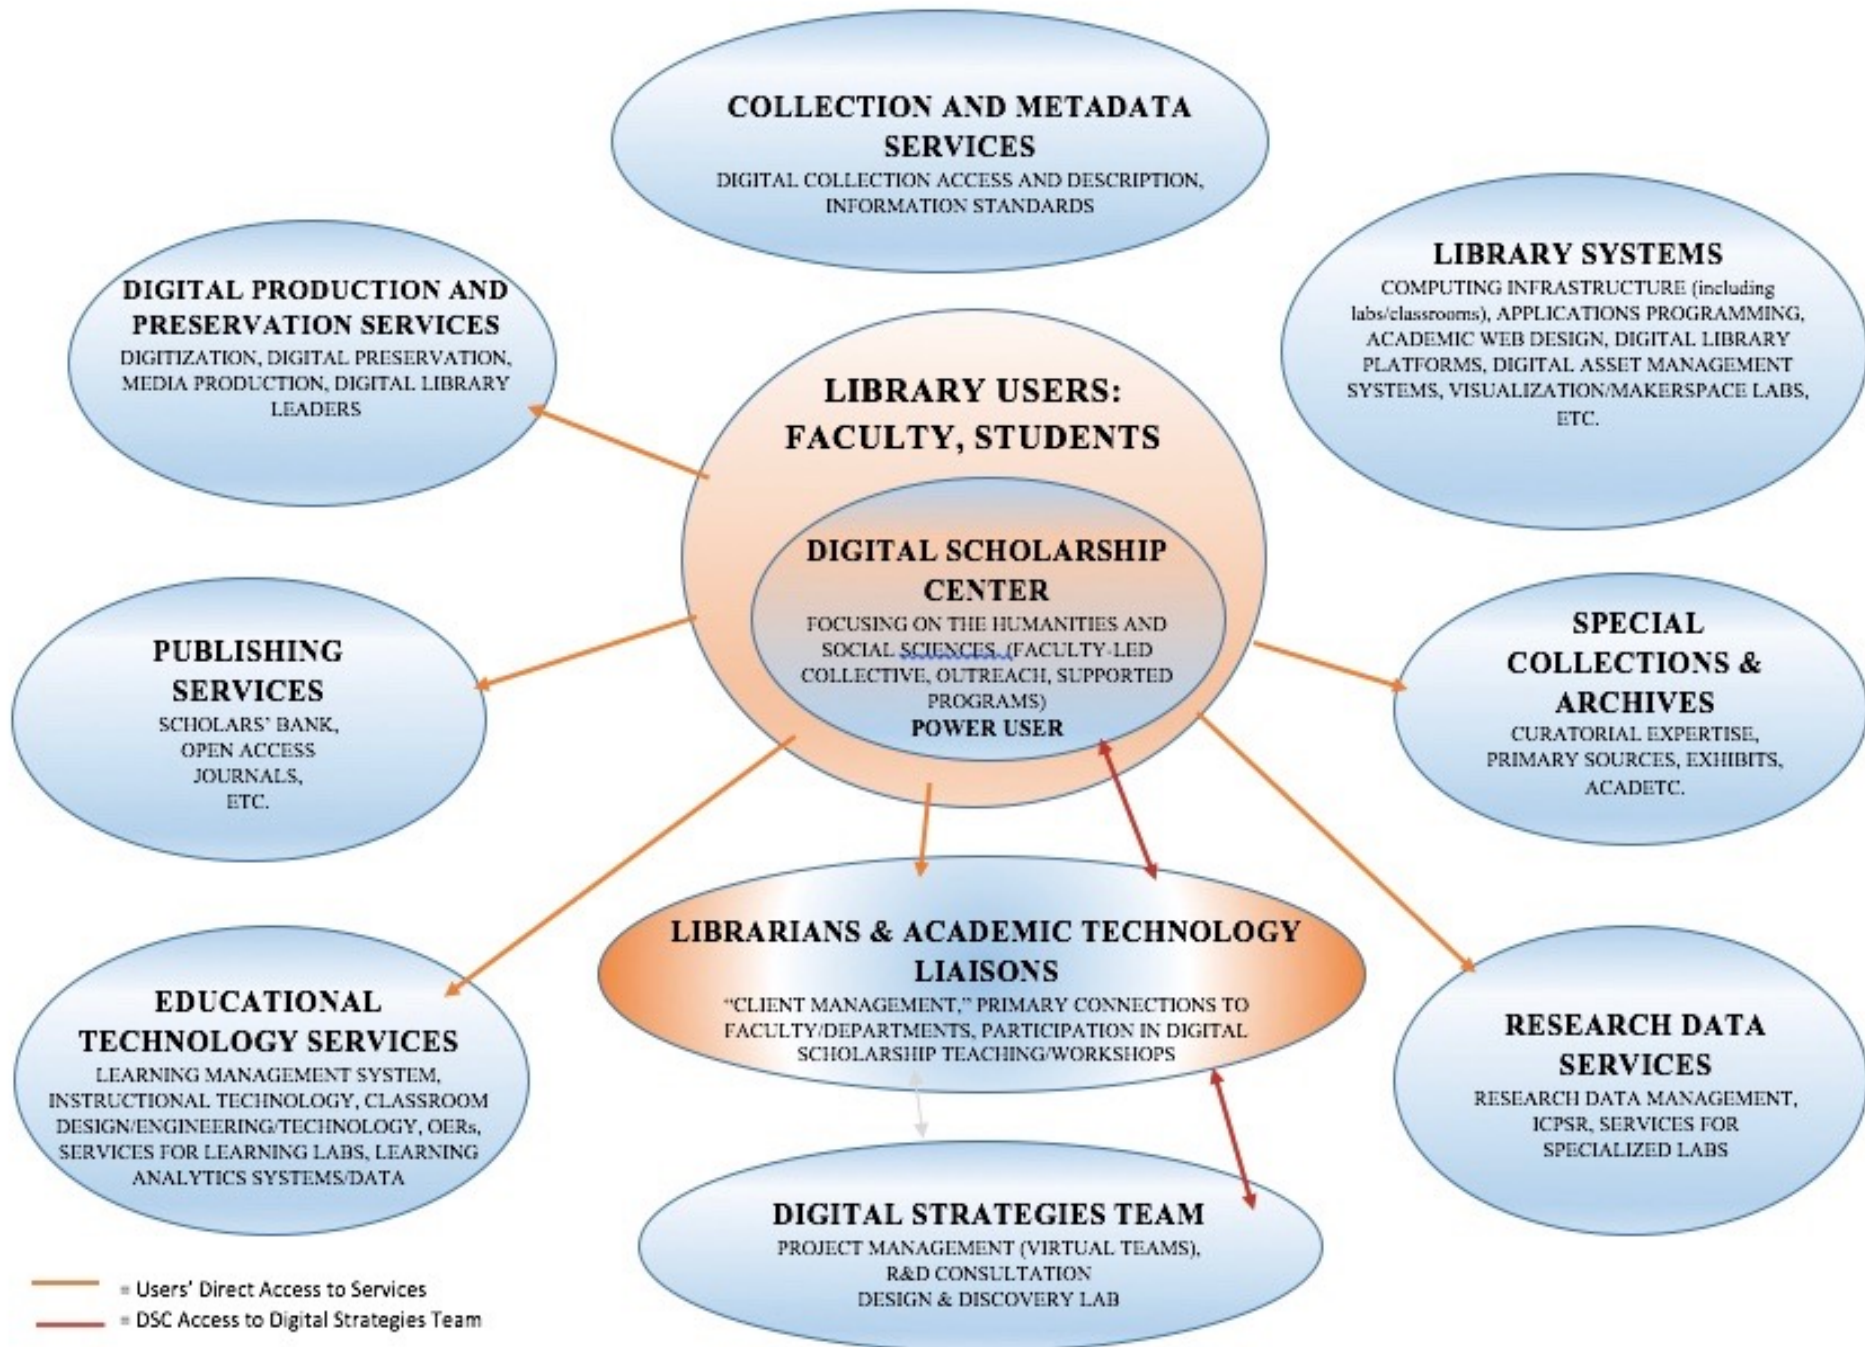 COLLECTION AND METADATA
SERVICES
DIGITAL COLLECTION ACCESS AND DESCRIPTION,
INFORMATION STANDARDS
DIGITAL PRODUCTION AND
PRESERVATION SERVICES
DIGITIZATION, DIGITAL PRESERVATION,
MEDIA PRODUCTION, DIGITAL LIBRARY
LEADERS
LIBRARY SYSTEMS
COMPUTING INFRASTRUCTURE (including
labs/classrooms), APPLICATIONS PROGRAMMING,
ACADEMIC WEB DESIGN, DIGITAL LIBRARY
PLATFORMS, DIGITAL ASSET MANAGEMENT
SYSTEMS, VISUALIZATION/MAKERSPACE LABS,
ETC.
LIBRARY USERS:
FACULTY, STUDENTS
DIGITAL SCHOLARSHIP
CENTER
FOCUSING ON THE HUMANITIES AND
SOCIAL SCIENCES (FACULTY-LED
COLLECTIVE, OUTREACH, SUPPORTED
PROGRAMS)
POWER USER
PUBLISHING
SERVICES
SCHOLARS’ BANK,
OPEN ACCESS
JOURNALS,
ETC.
SPECIAL
COLLECTIONS &
ARCHIVES
CURATORIAL EXPERTISE,
PRIMARY SOURCES, EXHIBITS,
ACADETC.
LIBRARIANS & ACADEMIC TECHNOLOGY
LIAISONS
“CLIENT MANAGEMENT,” PRIMARY CONNECTIONS TO
FACULTY/DEPARTMENTS, PARTICIPATION IN DIGITAL
SCHOLARSHIP TEACHING/WORKSHOPS
EDUCATIONAL
TECHNOLOGY SERVICES
LEARNING MANAGEMENT SYSTEM,
INSTRUCTIONAL TECHNOLOGY, CLASSROOM
DESIGN/ENGINEERING/TECHNOLOGY, OERs,
SERVICES FOR LEARNING LABS, LEARNING
ANALYTICS SYSTEMS/DATA
RESEARCH DATA
SERVICES
RESEARCH DATA MANAGEMENT,
ICPSR, SERVICES FOR
SPECIALIZED LABS
DIGITAL STRATEGIES TEAM
PROJECT MANAGEMENT (VIRTUAL TEAMS),
R&D CONSULTATION
DESIGN & DISCOVERY LAB
= Users’ Direct Access to Services
= DSC Access to Digital Strategies Team